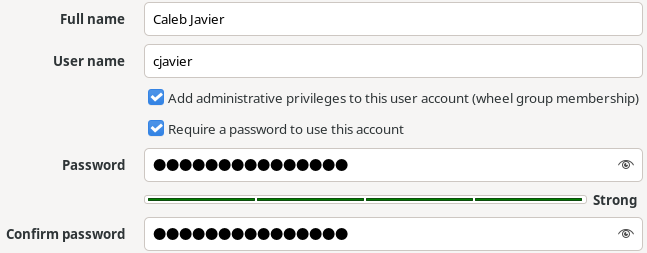 Full name Caleb Javier
User name cjavier
Add administrative privileges to this user account (wheel group membership)
Require a password to use this account
Password ●●●●●●●●●●●●●●●
Strong
Confirm password ●●●●●●●●●●●●●●●